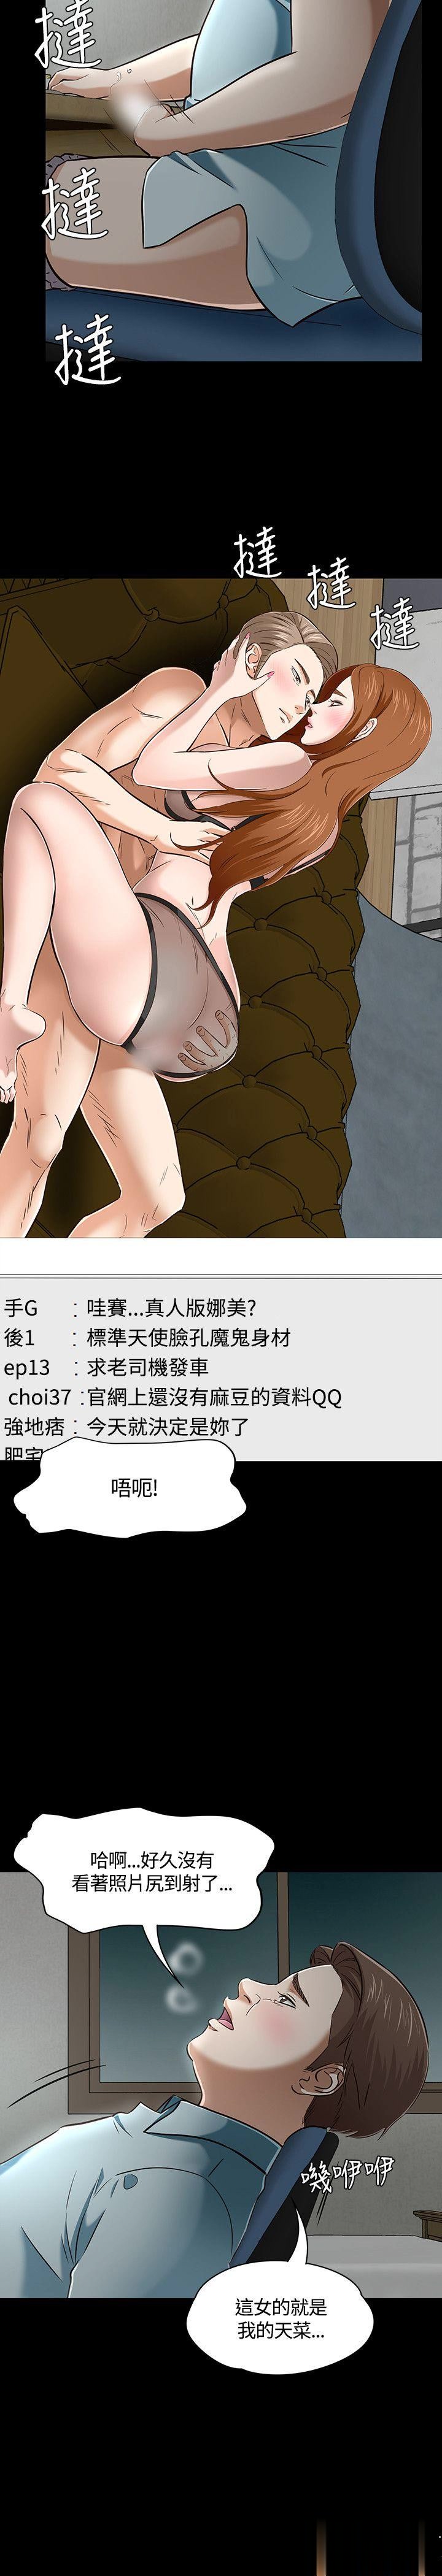 撻
撻
撻
撻
撻
撻
手G : 哇賽...真人版娜美?
後1 : 標準天使臉孔魔鬼身材
ep13 : 求老司機發車
choi37 : 官網上還沒有麻豆的資料QQ
強地痞 : 今天就決定是妳了
肥宅
唔呃!
哈啊...好久沒有
看著照片尻到射了...
嘰咿咿
這女的就是
我的天菜...